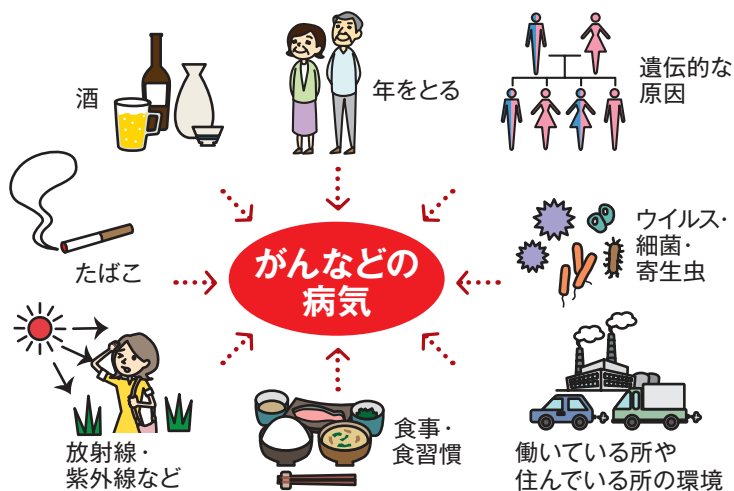 酒
年をとる
遺伝的な
原因
たばこ
がんなどの
病気
ウイルス・
細菌・
寄生虫
放射線・
紫外線など
食事・
食習慣
働いている所や
住んでいる所の環境